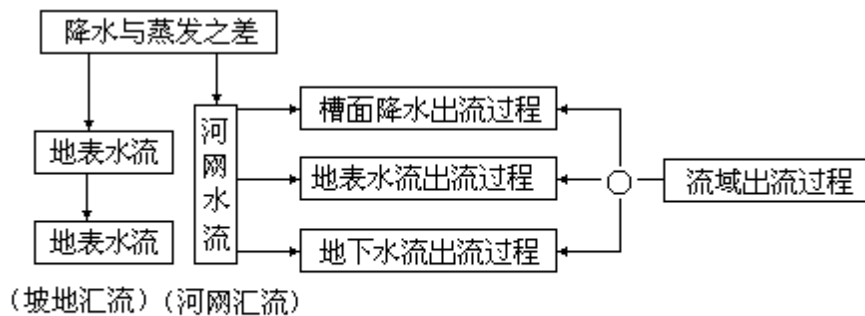 降水与蒸发之差
地表水流
地表水流
河网水流
槽面降水出流过程
地表水流出流过程
地下水流出流过程
流域出流过程
(坡地汇流)
(河网汇流)